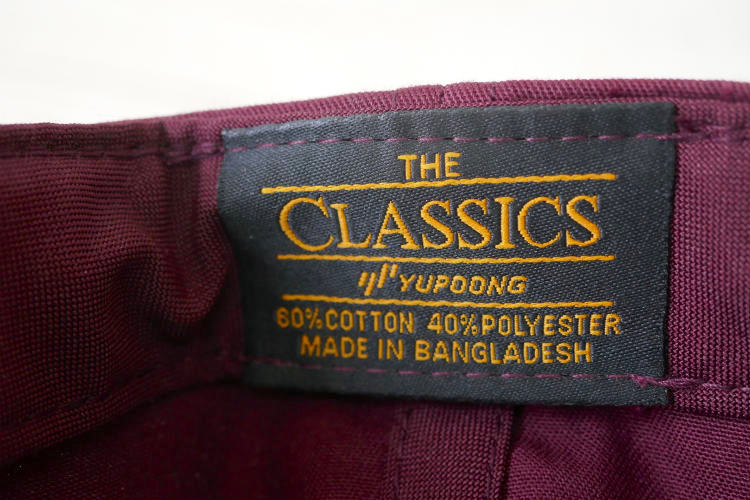 THE
CLASSICS
YUPOONG
60%COTTON 40%POLYESTER
MADE IN BANGLADESH